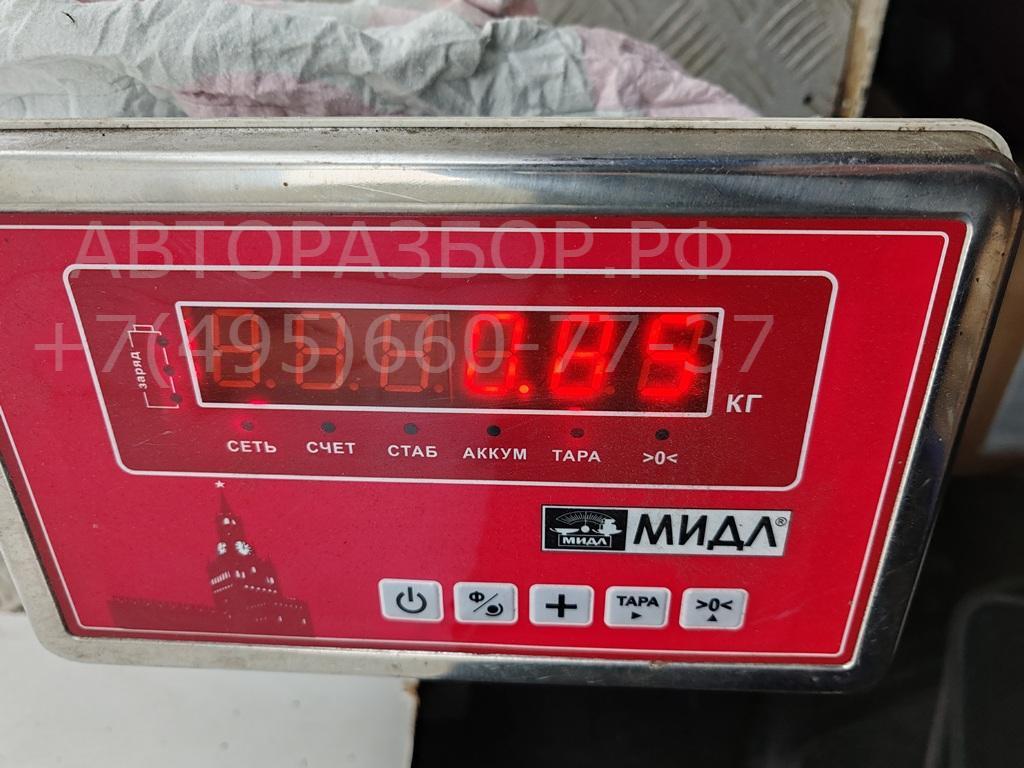 АВТОРАЗБОР.РФ
+7(495)660-77-37
заряд
0.05
КГ
СЕТЬ СЧЕТ СТАБ АККУМ ТАРА >0<
МИДЛ МИДЛ®
Ф ТАРА >0<